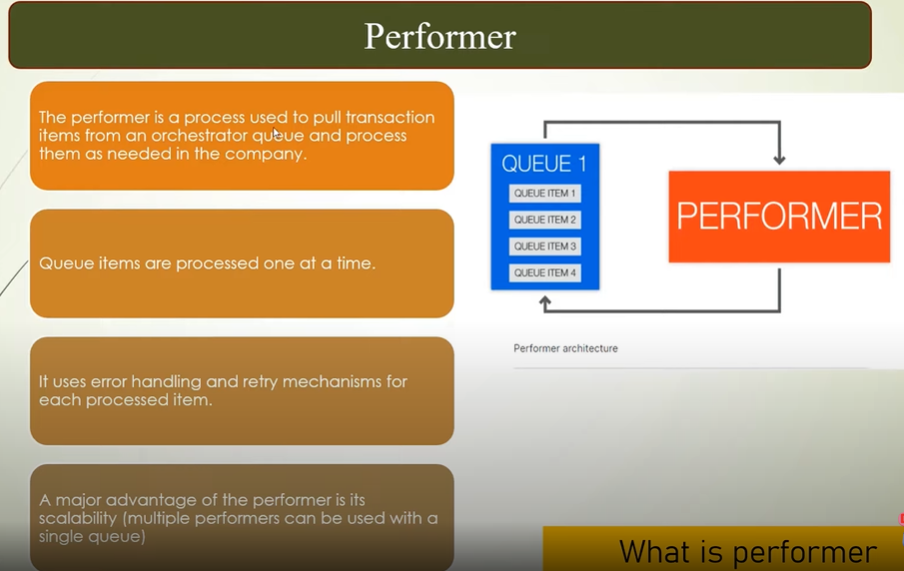 Performer
The performer is a process used to pull transaction
items from an orchestrator queue and process
them as needed in the company.
Queue items are processed one at a time.
It uses error handling and retry mechanisms for
each processed item.
A major advantage of the performer is its
scalability (multiple performers can be used with a
single queue)
QUEUE 1
QUEUE ITEM 1
QUEUE ITEM 2
QUEUE ITEM 3
QUEUE ITEM 4
PERFORMER
Performer architecture
What is performer